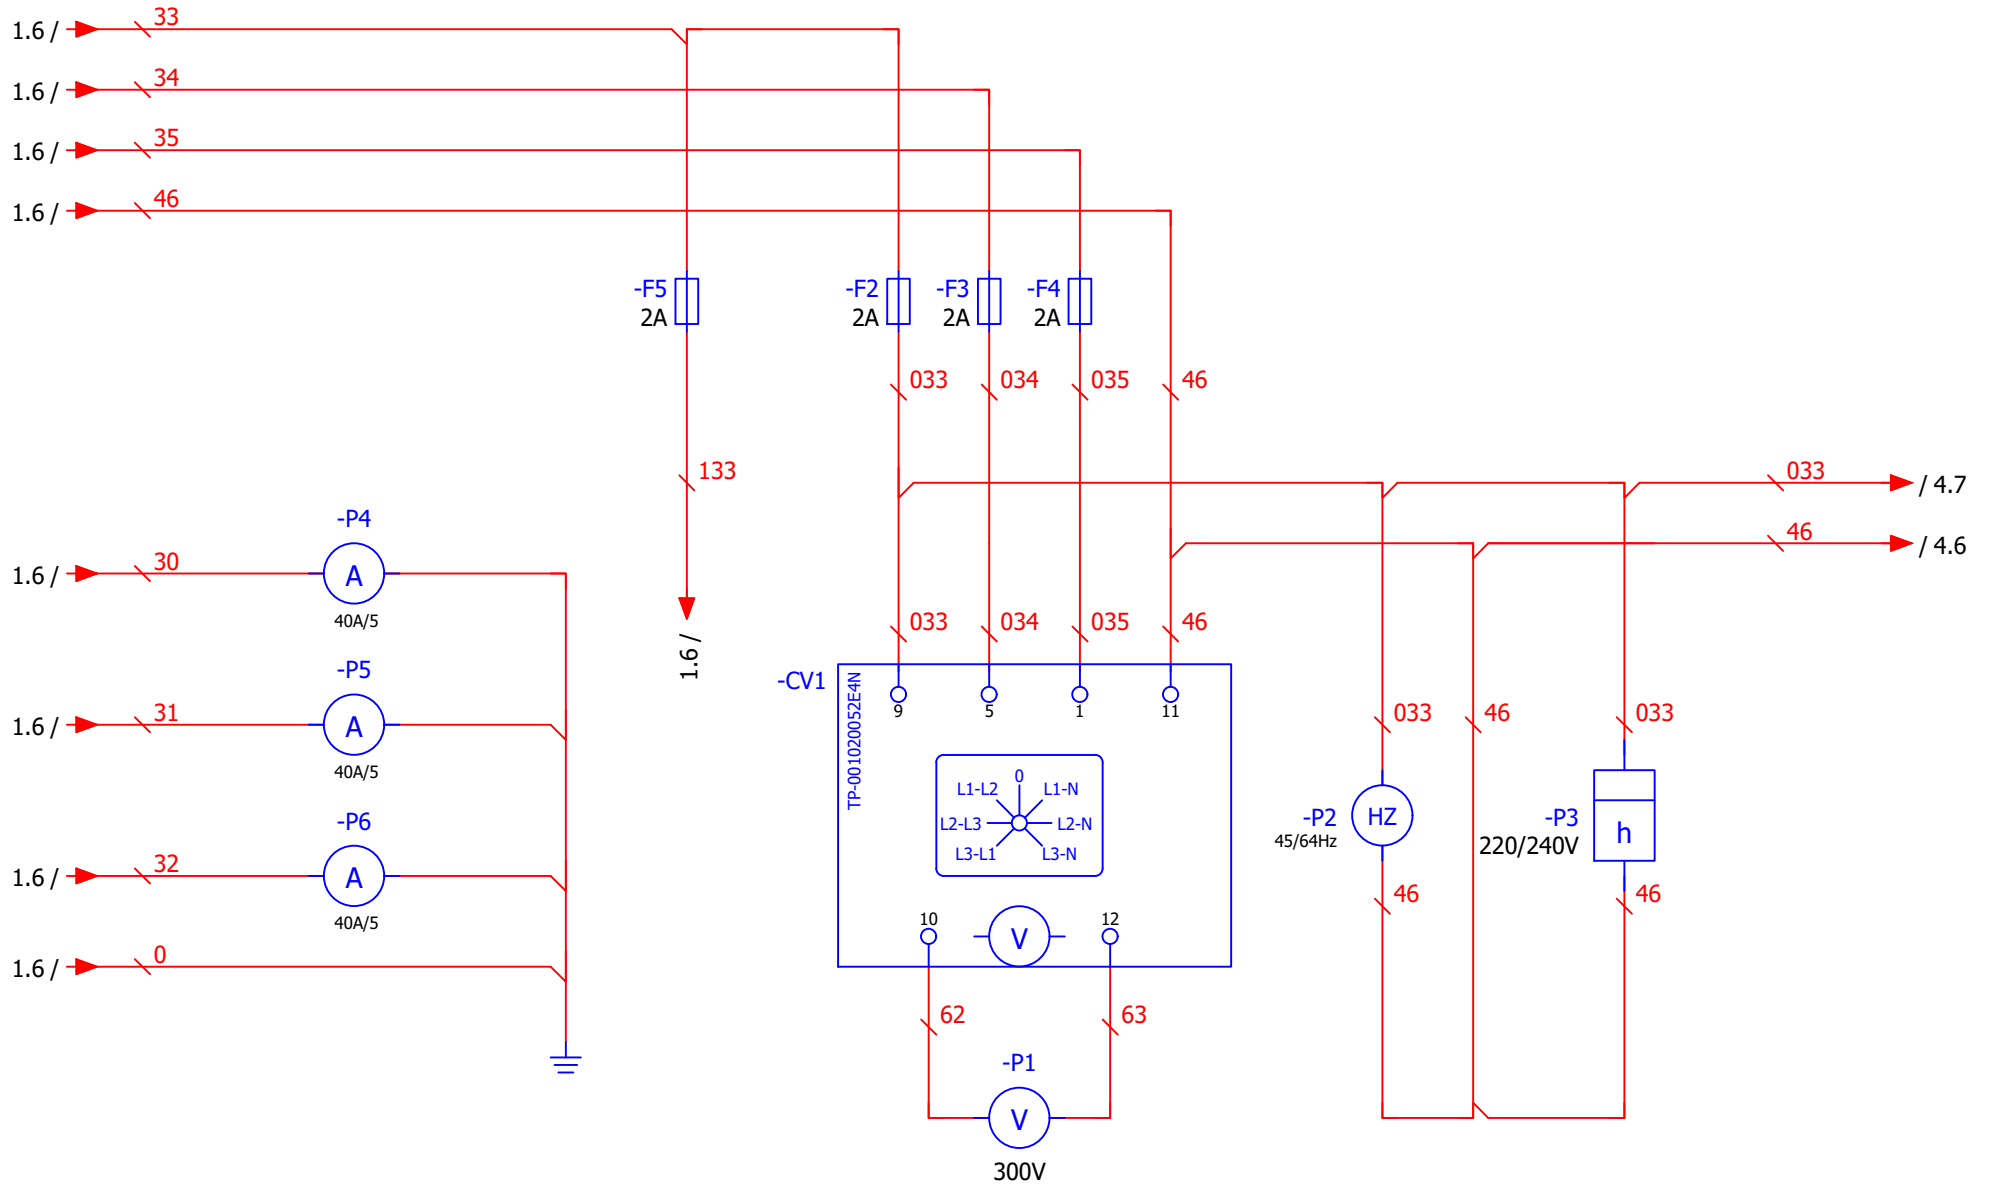 1.6 / 33
1.6 / 34
1.6 / 35
1.6 / 46
-F5
2A
-F2
2A
-F3
2A
-F4
2A
033 034 035 46
133
033 / 4.7
46 / 4.6
-P4
1.6 / 30
A
40A/5
-P5
1.6 / 31
A
40A/5
-P6
1.6 / 32
A
40A/5
1.6 / 0
1.6 /
033 034 035 46
-CV1
TP-001020052E4N
9 5 1 11
0
L1-L2 L1-N
L2-L3 L2-N
L3-L1 L3-N
10 V 12
62 63
-P1
V
300V
033 46 033
-P2
45/64Hz
HZ
46
-P3
220/240V
h
46